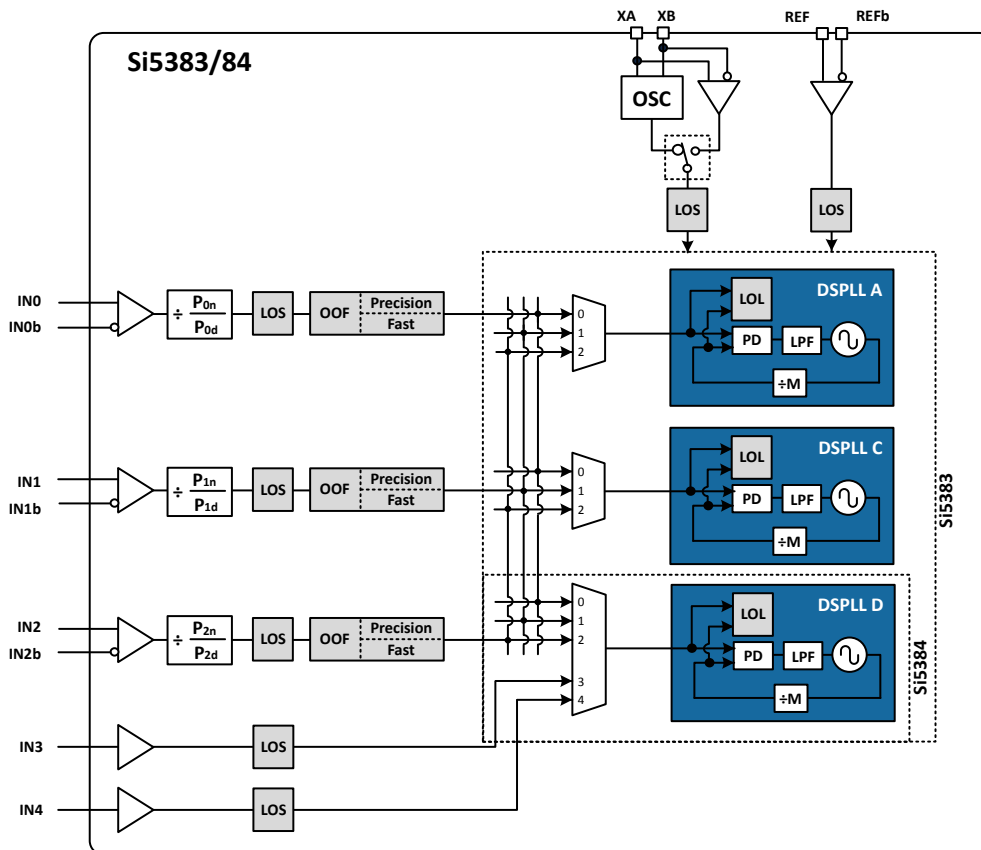 XA XB REF REFb
Si5383/84
OSC
LOS LOS
DSPLL A
LOL
IN0
IN0b
÷ P0n
P0d
LOS
OOF
Precision
Fast
0
1
2
PD LPF
÷M
DSPLL C
LOL
IN1
IN1b
÷ P1n
P1d
LOS
OOF
Precision
Fast
0
1
2
PD LPF
÷M
Si5383
DSPLL D
LOL
IN2
IN2b
÷ P2n
P2d
LOS
OOF
Precision
Fast
0
1
2
3
4
PD LPF
÷M
Si5384
IN3
LOS
IN4
LOS